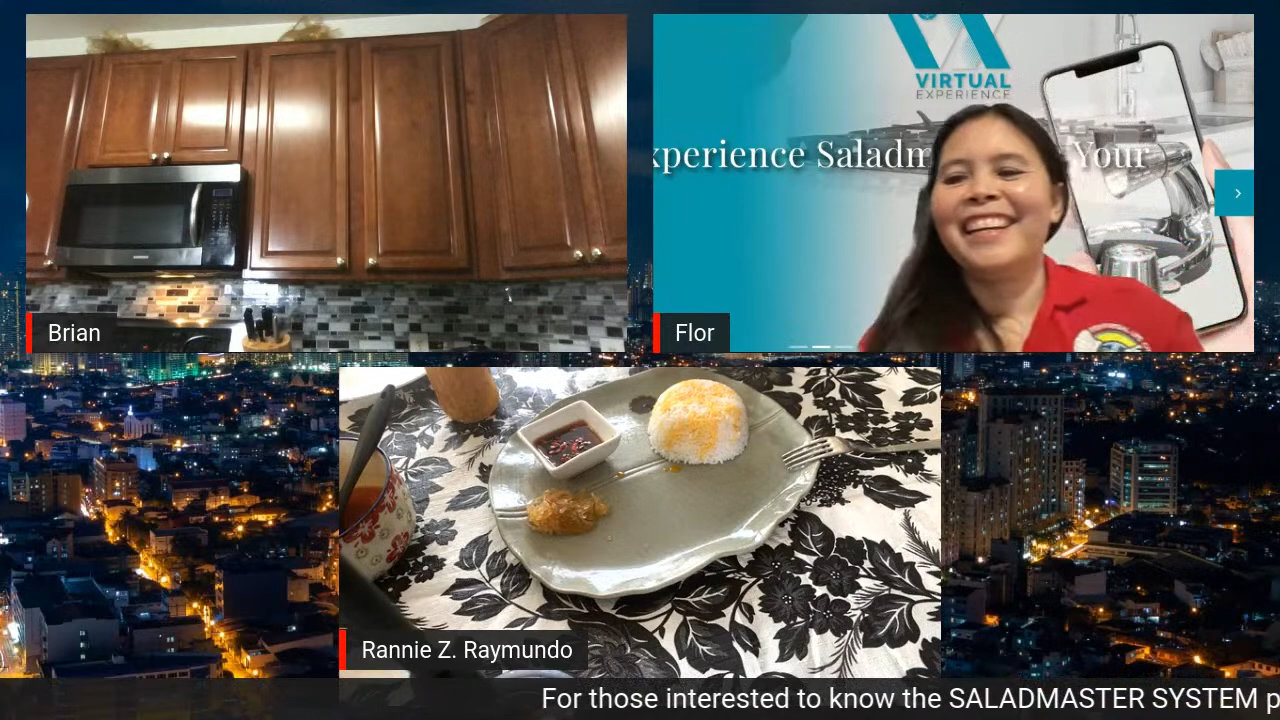 VIRTUAL
EXPERIENCE
xperience Saladm Your
Brian
Flor
Rannie Z. Raymundo
For those interested to know the SALADMASTER SYSTEM p